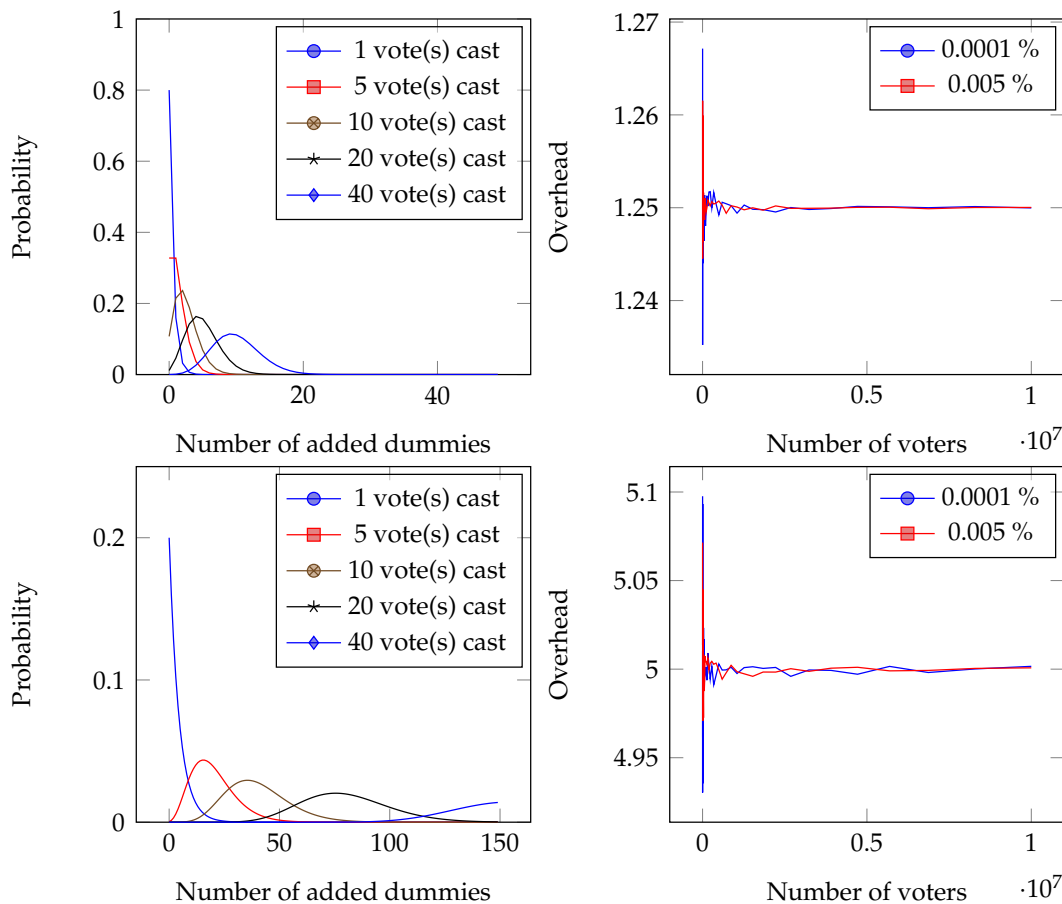 1
0.8
0.6
0.4
0.2
0
0
20
40
Probability
Number of added dummies
1 vote(s) cast
5 vote(s) cast
10 vote(s) cast
20 vote(s) cast
40 vote(s) cast
1.27
1.26
1.25
1.24
0
0.5
1
·10⁷
Overhead
Number of voters
0.0001 %
0.005 %
0.2
0.1
0
0
50
100
150
Probability
Number of added dummies
1 vote(s) cast
5 vote(s) cast
10 vote(s) cast
20 vote(s) cast
40 vote(s) cast
5.1
5.05
5
4.95
0
0.5
1
·10⁷
Overhead
Number of voters
0.0001 %
0.005 %